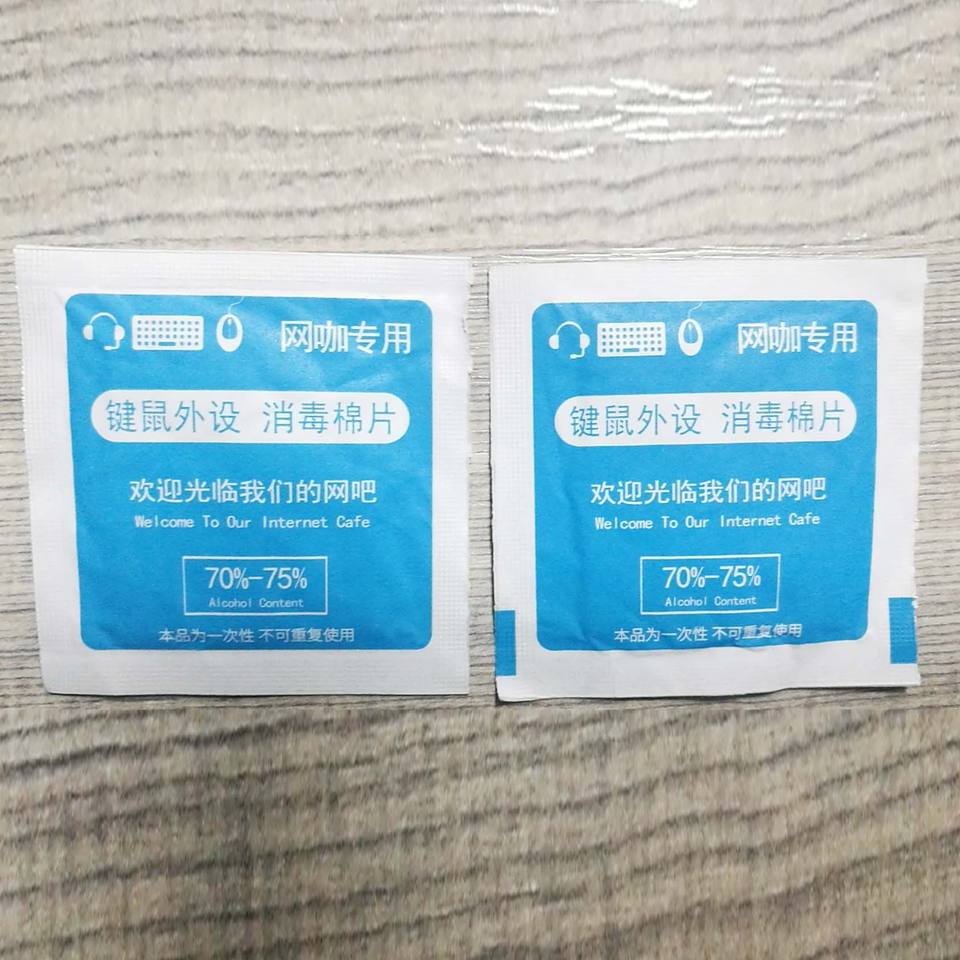 网咖专用
键鼠外设 消毒棉片
欢迎光临我们的网吧
Welcome To Our Internet Cafe
70%-75%
Alcohol Content
本品为一次性 不可重复使用
网咖专用
键鼠外设 消毒棉片
欢迎光临我们的网吧
Welcome To Our Internet Cafe
70%-75%
Alcohol Content
本品为一次性 不可重复使用